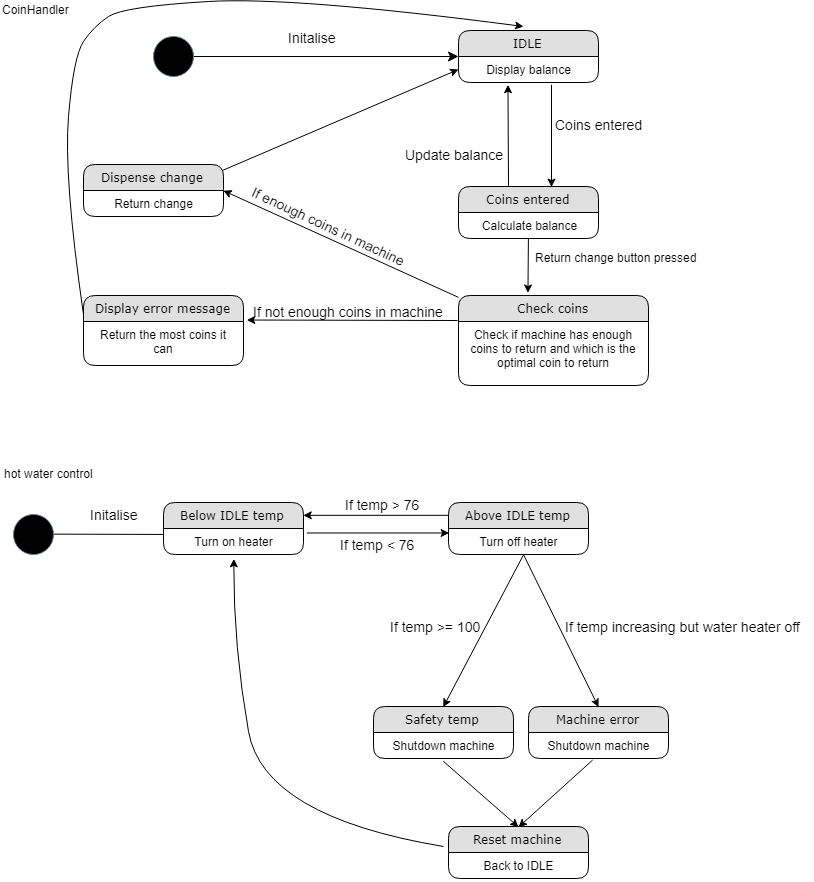 CoinHandler
Initalise
IDLE
Display balance
Coins entered
Update balance
Dispense change
Return change
If enough coins in machine
Coins entered
Calculate balance
Return change button pressed
Display error message
Return the most coins it
can
If not enough coins in machine
Check coins
Check if machine has enough
coins to return and which is the
optimal coin to return
hot water control
Initalise
Below IDLE temp
Turn on heater
If temp > 76
If temp < 76
Above IDLE temp
Turn off heater
If temp >= 100
If temp increasing but water heater off
Safety temp
Shutdown machine
Machine error
Shutdown machine
Reset machine
Back to IDLE